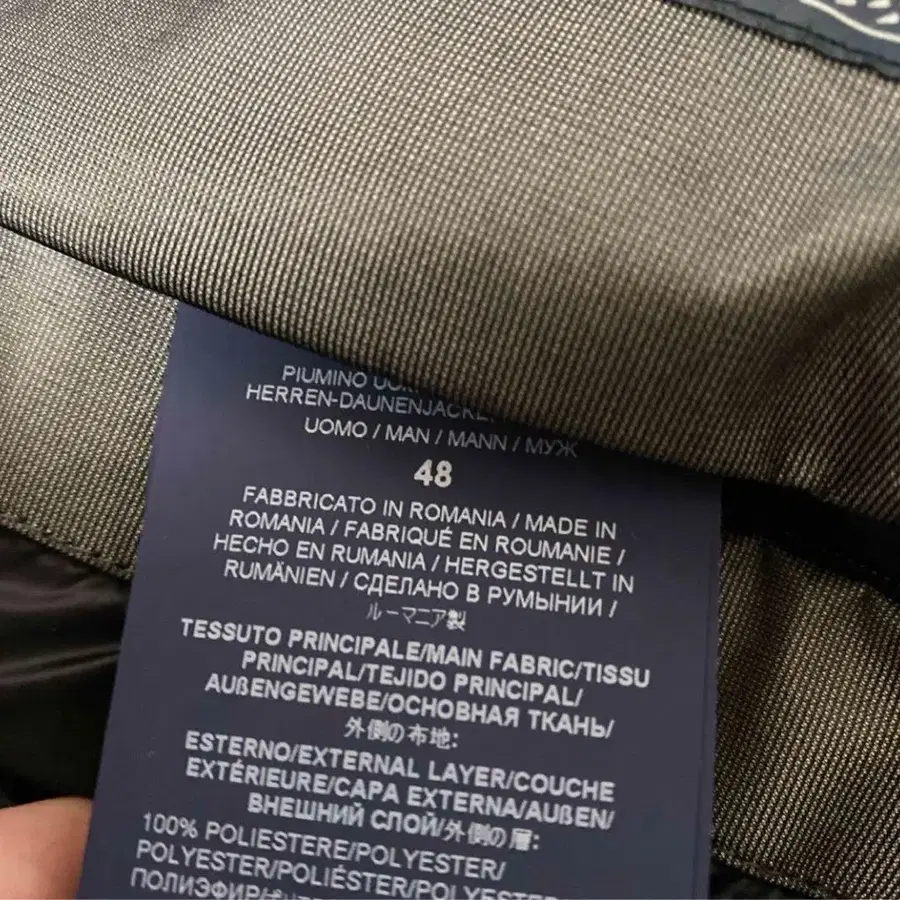 PIUMINO
HERREN-DAUNENJACKE,
UOMO / MAN / MANN / МУЖ
48
FABBRICATO IN ROMANIA / MADE IN
ROMANIA / FABRIQUÉ EN ROUMANIE /
HECHO EN RUMANIA / HERGESTELLT IN
RUMÄNIEN / СДЕЛАНО В РУМЫНИИ /
ルーマニア製
TESSUTO PRINCIPALE/MAIN FABRIC/TISSU
PRINCIPAL/TEJIDO PRINCIPAL/
AUßENGEWEBE/ОСНОВНАЯ ТКАНЬ/
外側の布地:
ESTERNO/EXTERNAL LAYER/COUCHE
EXTÉRIEURE/CAPA EXTERNA/AUßEN/
ВНЕШНИЙ СЛОЙ/外側の層:
100% POLIESTERE/POLYESTER/
POLYESTER/POLIÉSTER/POLYESTER/
ПОЛИЭФИР/